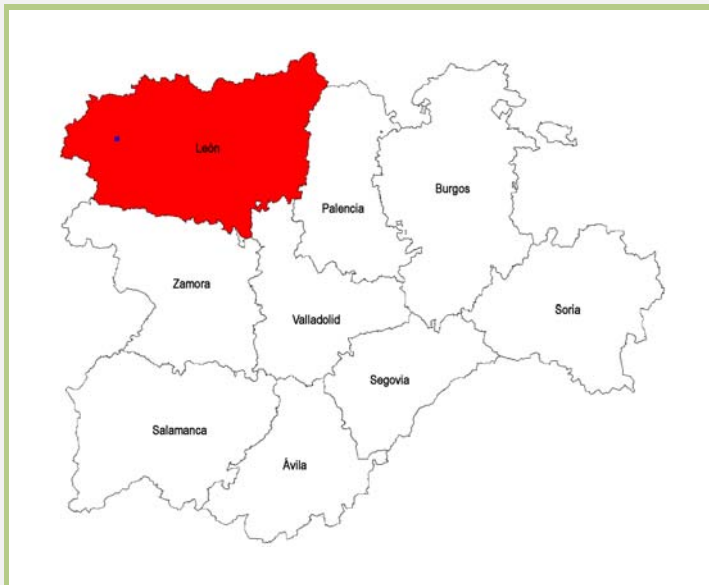 León
Palencia
Burgos
Zamora
Valladolid
Soria
Segovia
Salamanca
Ávila